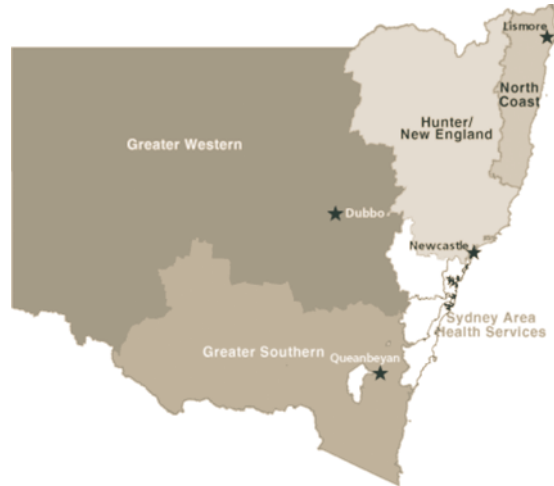 Lismore
North
Coast
Hunter/
New England
Greater Western
Dubbo
Newcastle
Sydney Area
Health Services
Greater Southern
Queanbeyan